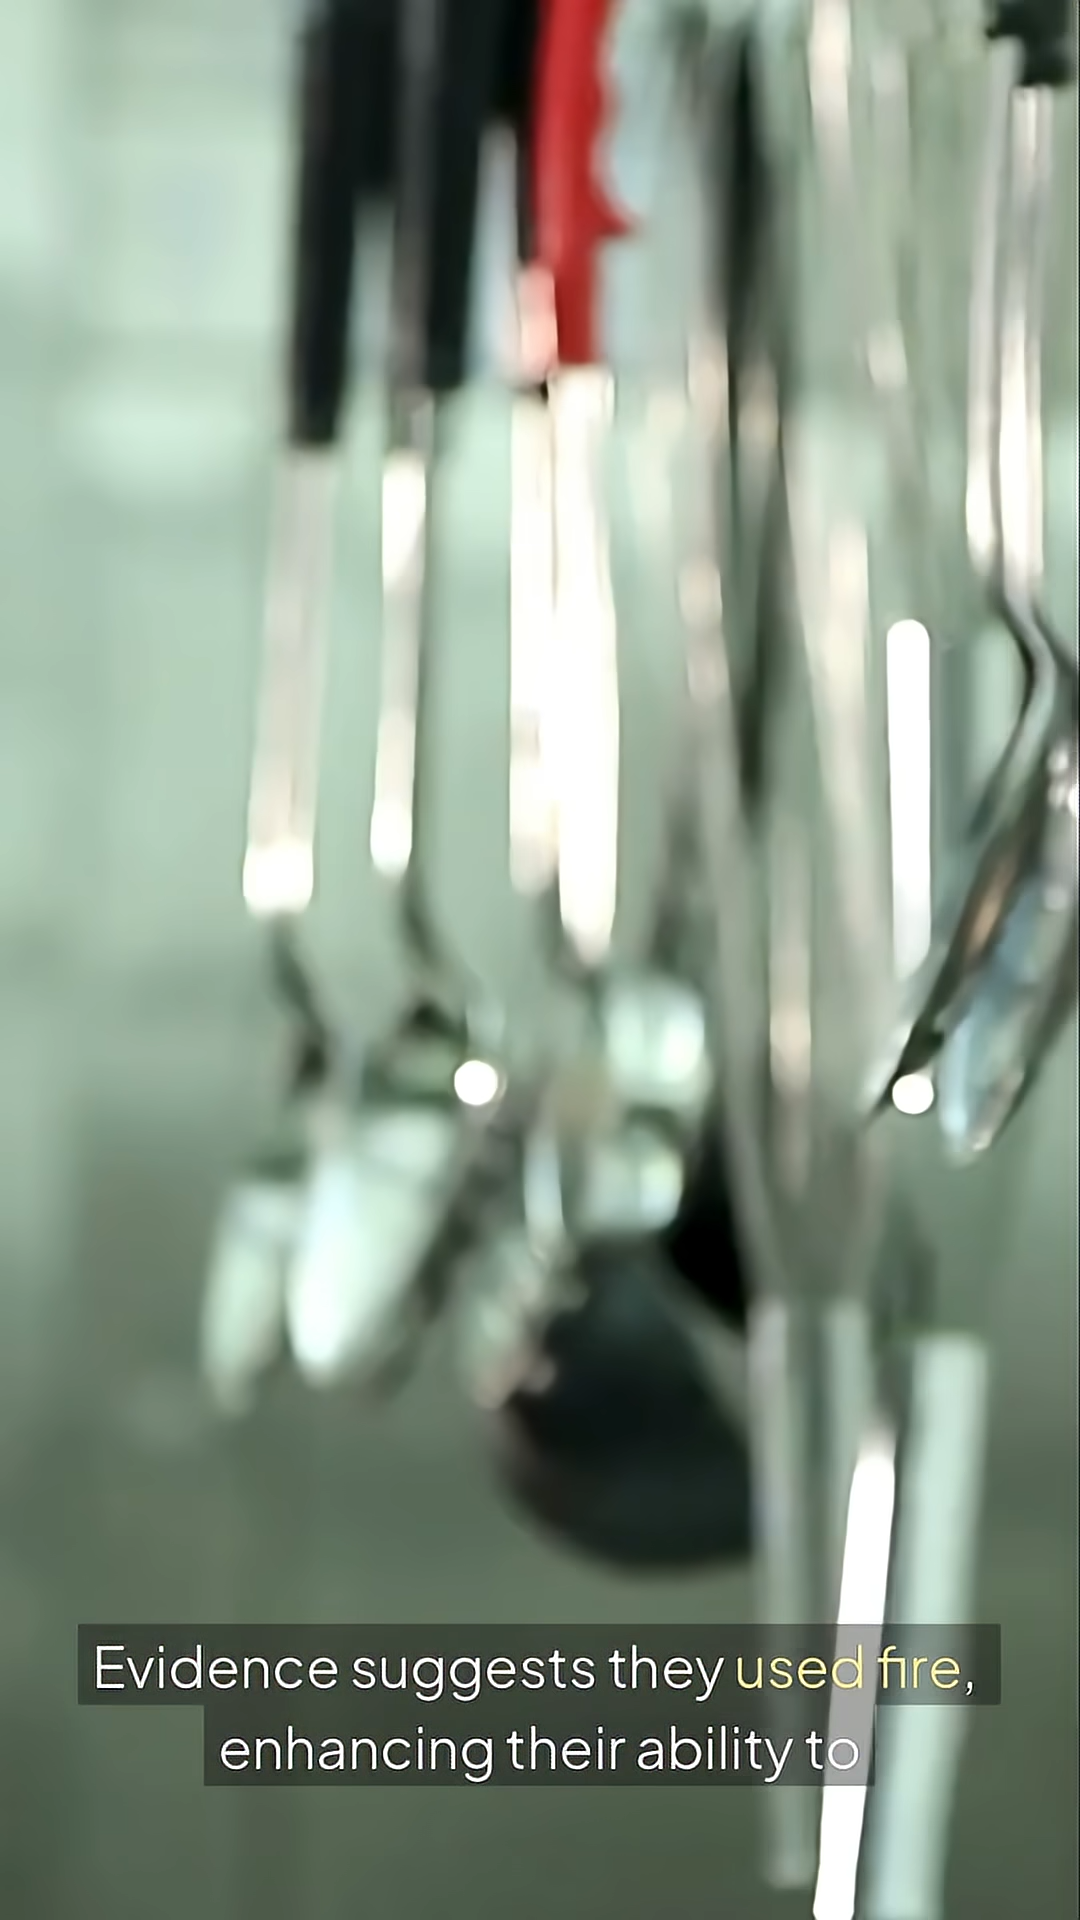 Evidence suggests they used fire,
enhancing their ability to